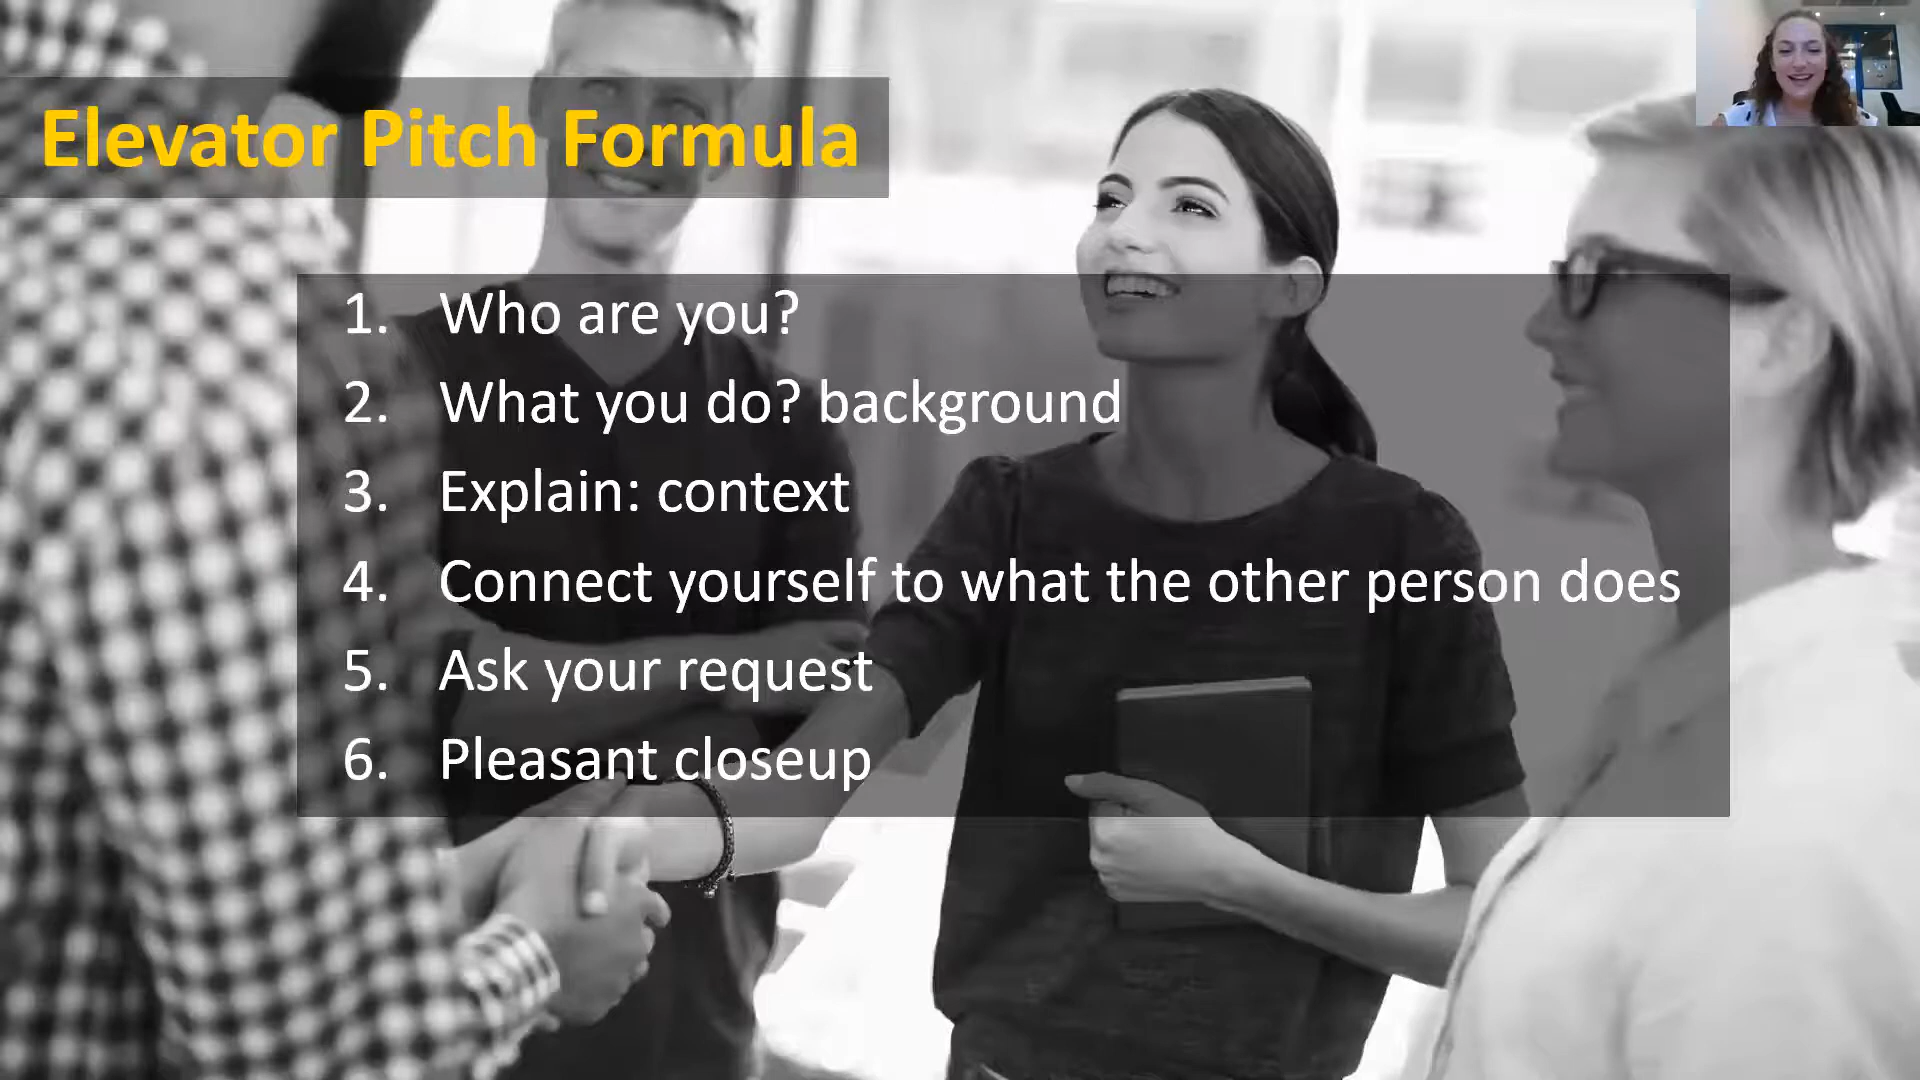 Elevator Pitch Formula
1. Who are you?
2. What you do? background
3. Explain: context
4. Connect yourself to what the other person does
5. Ask your request
6. Pleasant closeup